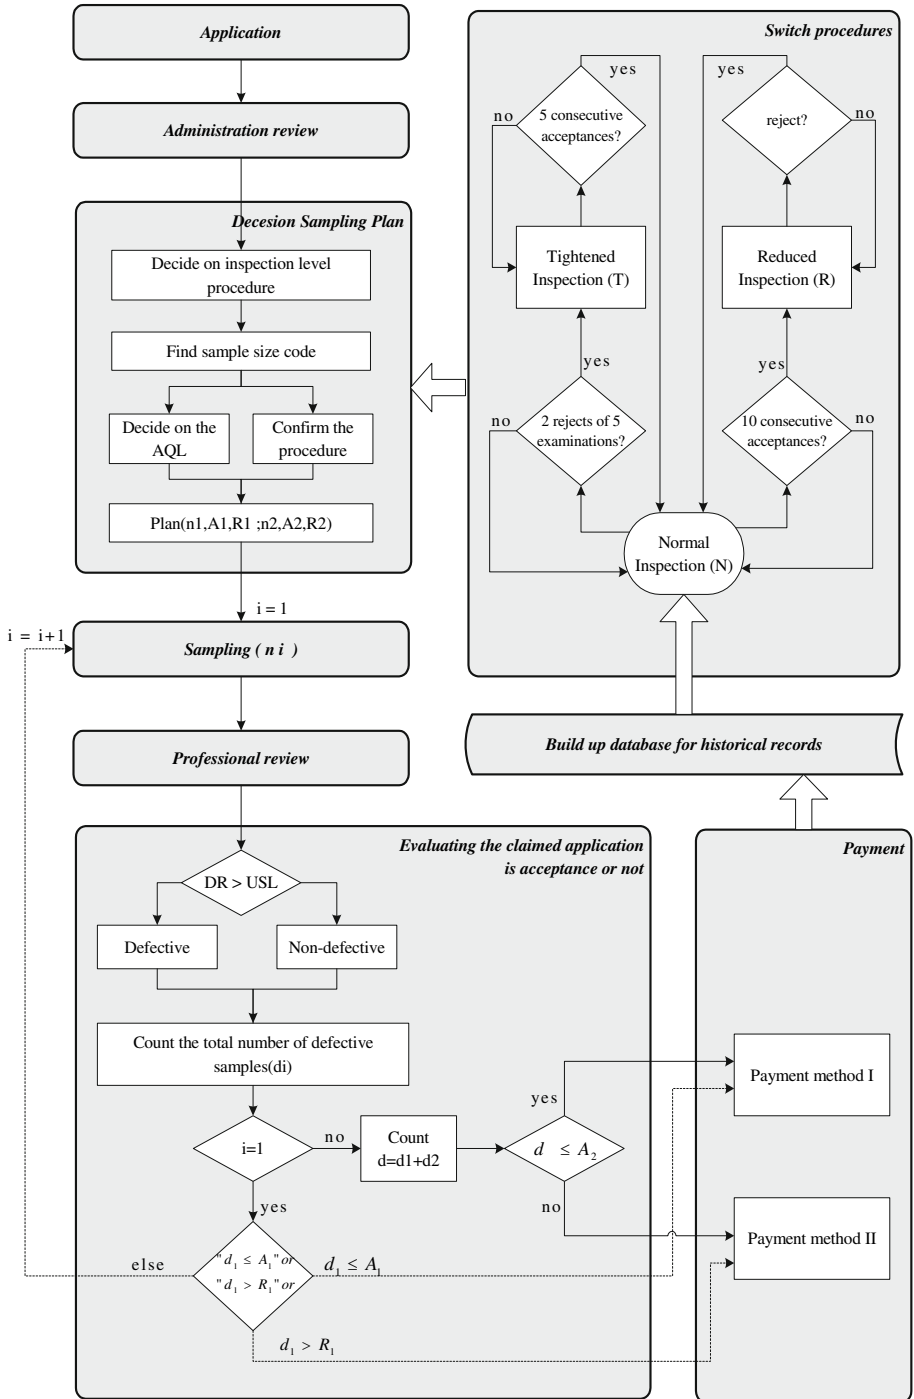 Application
Administration review
Decesion Sampling Plan
Decide on inspection level
procedure
Find sample size code
Decide on the
AQL
Confirm the
procedure
Plan(n1,A1,R1 ;n2,A2,R2)
i = 1
i = i+1
Sampling ( n i )
Professional review
Switch procedures
yes
yes
no
5 consecutive
acceptances?
reject?
no
Tightened
Inspection (T)
Reduced
Inspection (R)
yes
yes
no
2 rejects of 5
examinations?
10 consecutive
acceptances?
no
Normal
Inspection (N)
Build up database for historical records
Evaluating the claimed application
is acceptance or not
DR > USL
Defective
Non-defective
Count the total number of defective
samples(di)
i=1
no
Count
d=d1+d2
yes
d ≤ A₂
no
yes
else
"d₁ ≤ A₁" or
"d₁ > R₁" or
d₁ ≤ A₁
d₁ > R₁
Payment
Payment method I
Payment method II